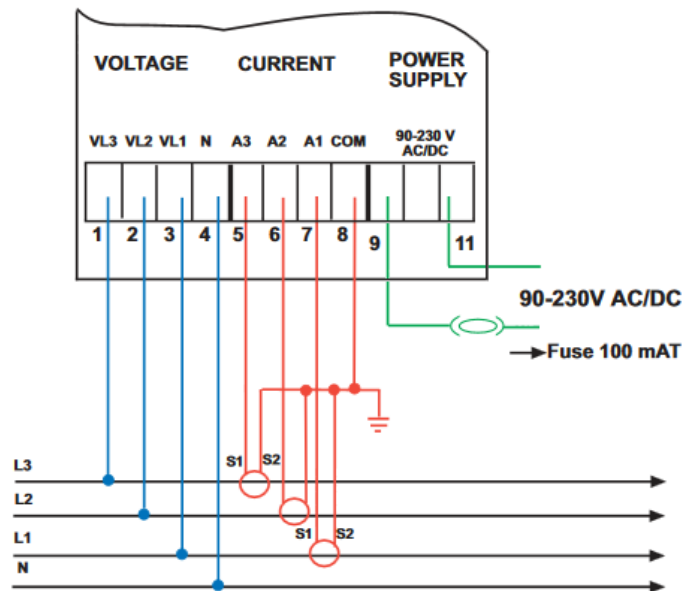 VOLTAGE CURRENT POWER
SUPPLY
VL3 VL2 VL1 N A3 A2 A1 COM 90-230 V
AC/DC
1 2 3 4 5 6 7 8 9 11
90-230V AC/DC
Fuse 100 mAT
S1 S2
L3
L2
S1 S2
L1
N